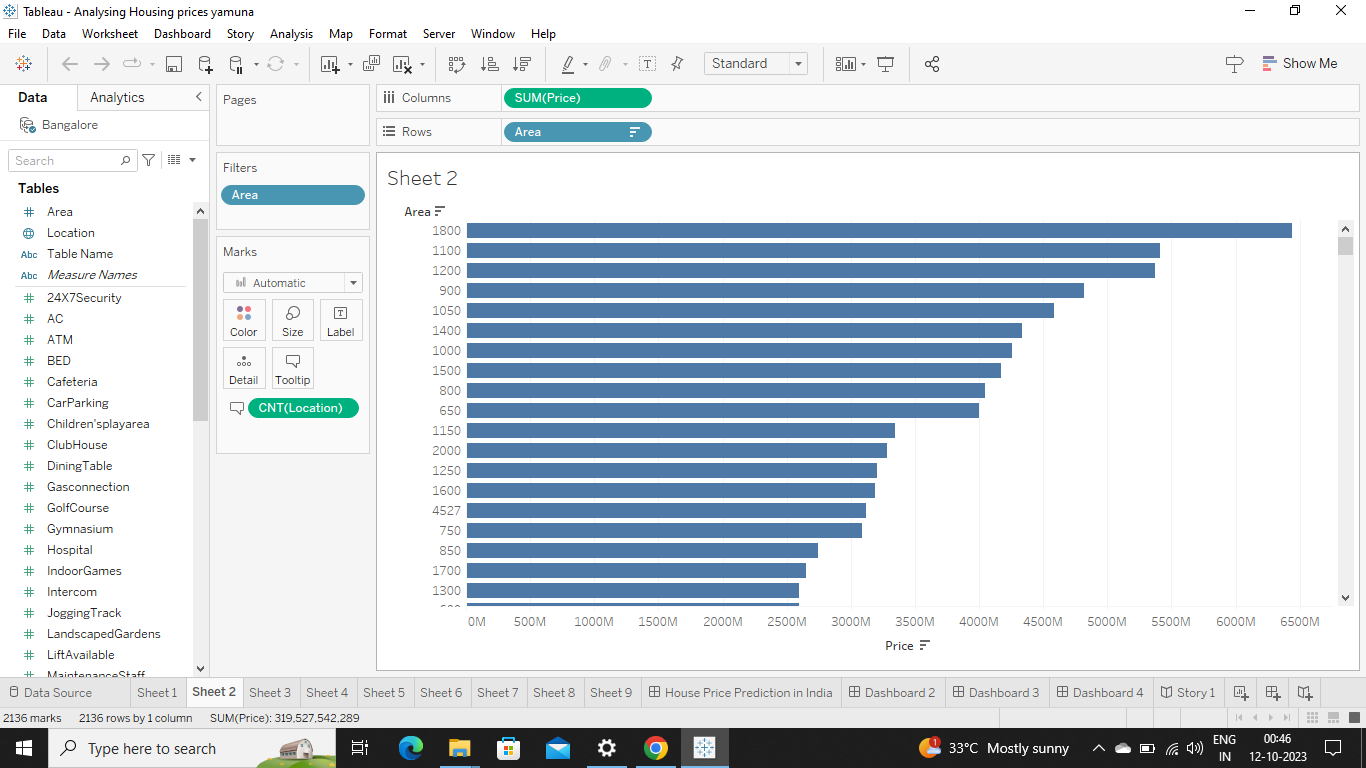 Tableau - Analysing Housing prices yamuna
File Data Worksheet Dashboard Story Analysis Map Format Server Window Help
Standard
Show Me
Data Analytics
Bangalore
Search
Tables
Area
Location
Abc Table Name
Abc Measure Names
24X7Security
AC
ATM
BED
Cafeteria
CarParking
Children'splayarea
ClubHouse
DiningTable
Gasconnection
GolfCourse
Gymnasium
Hospital
IndoorGames
Intercom
JoggingTrack
LandscapedGardens
LiftAvailable
MaintenanceStaff
Pages
Filters
Area
Marks
Automatic
Color Size Label
Detail Tooltip
CNT(Location)
Columns SUM(Price)
Rows Area
Sheet 2
Area
1800
1100
1200
900
1050
1400
1000
1500
800
650
1150
2000
1250
1600
4527
750
850
1700
1300
0M 500M 1000M 1500M 2000M 2500M 3000M 3500M 4000M 4500M 5000M 5500M 6000M 6500M
Price
Data Source Sheet 1 Sheet 2 Sheet 3 Sheet 4 Sheet 5 Sheet 6 Sheet 7 Sheet 8 Sheet 9 House Price Prediction in India Dashboard 2 Dashboard 3 Dashboard 4 Story 1
2136 marks 2136 rows by 1 column SUM(Price): 319,527,542,289
Type here to search
1
33°C Mostly sunny
ENG
IN
00:46
12-10-2023